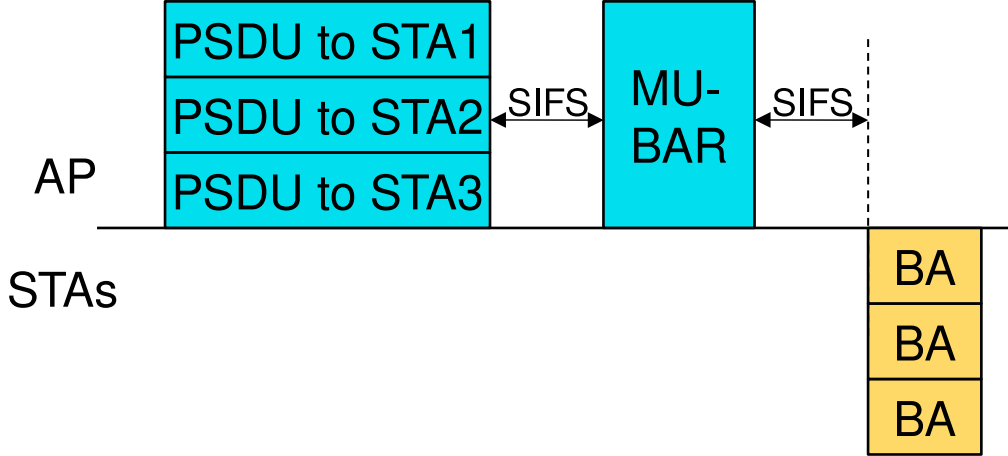 PSDU to STA1
PSDU to STA2
PSDU to STA3
SIFS
MU-
BAR
SIFS
AP
STAs
BA
BA
BA